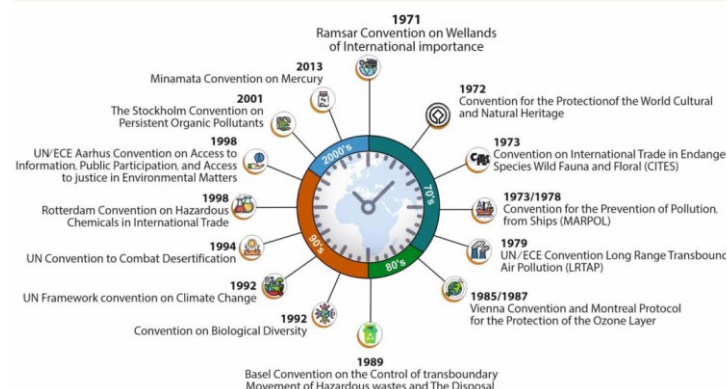 1971
Ramsar Convention on Wellands
of International importance
1972
Convention for the Protectionof the World Cultural
and Natural Heritage
1973
Convention on International Trade in Endange
Species Wild Fauna and Floral (CITES)
1973/1978
Convention for the Prevention of Pollution,
from Ships (MARPOL)
1979
UN/ECE Convention Long Range Transbound
Air Pollution (LRTAP)
1985/1987
Vienna Convention and Montreal Protocol
for the Protection of the Ozone Layer
1989
Basel Convention on the Control of transboundary
Movement of Hazardous wastes and The Disposal
1992
Convention on Biological Diversity
1992
UN Framework convention on Climate Change
1994
UN Convention to Combat Desertification
1998
Rotterdam Convention on Hazardous
Chemicals in International Trade
1998
UN/ECE Aarhus Convention on Access to
Information, Public Participation, and Access
to justice in Environmental Matters
2001
The Stockholm Convention on
Persistent Organic Pollutants
2013
Minamata Convention on Mercury
70's
80's
90's
2000's